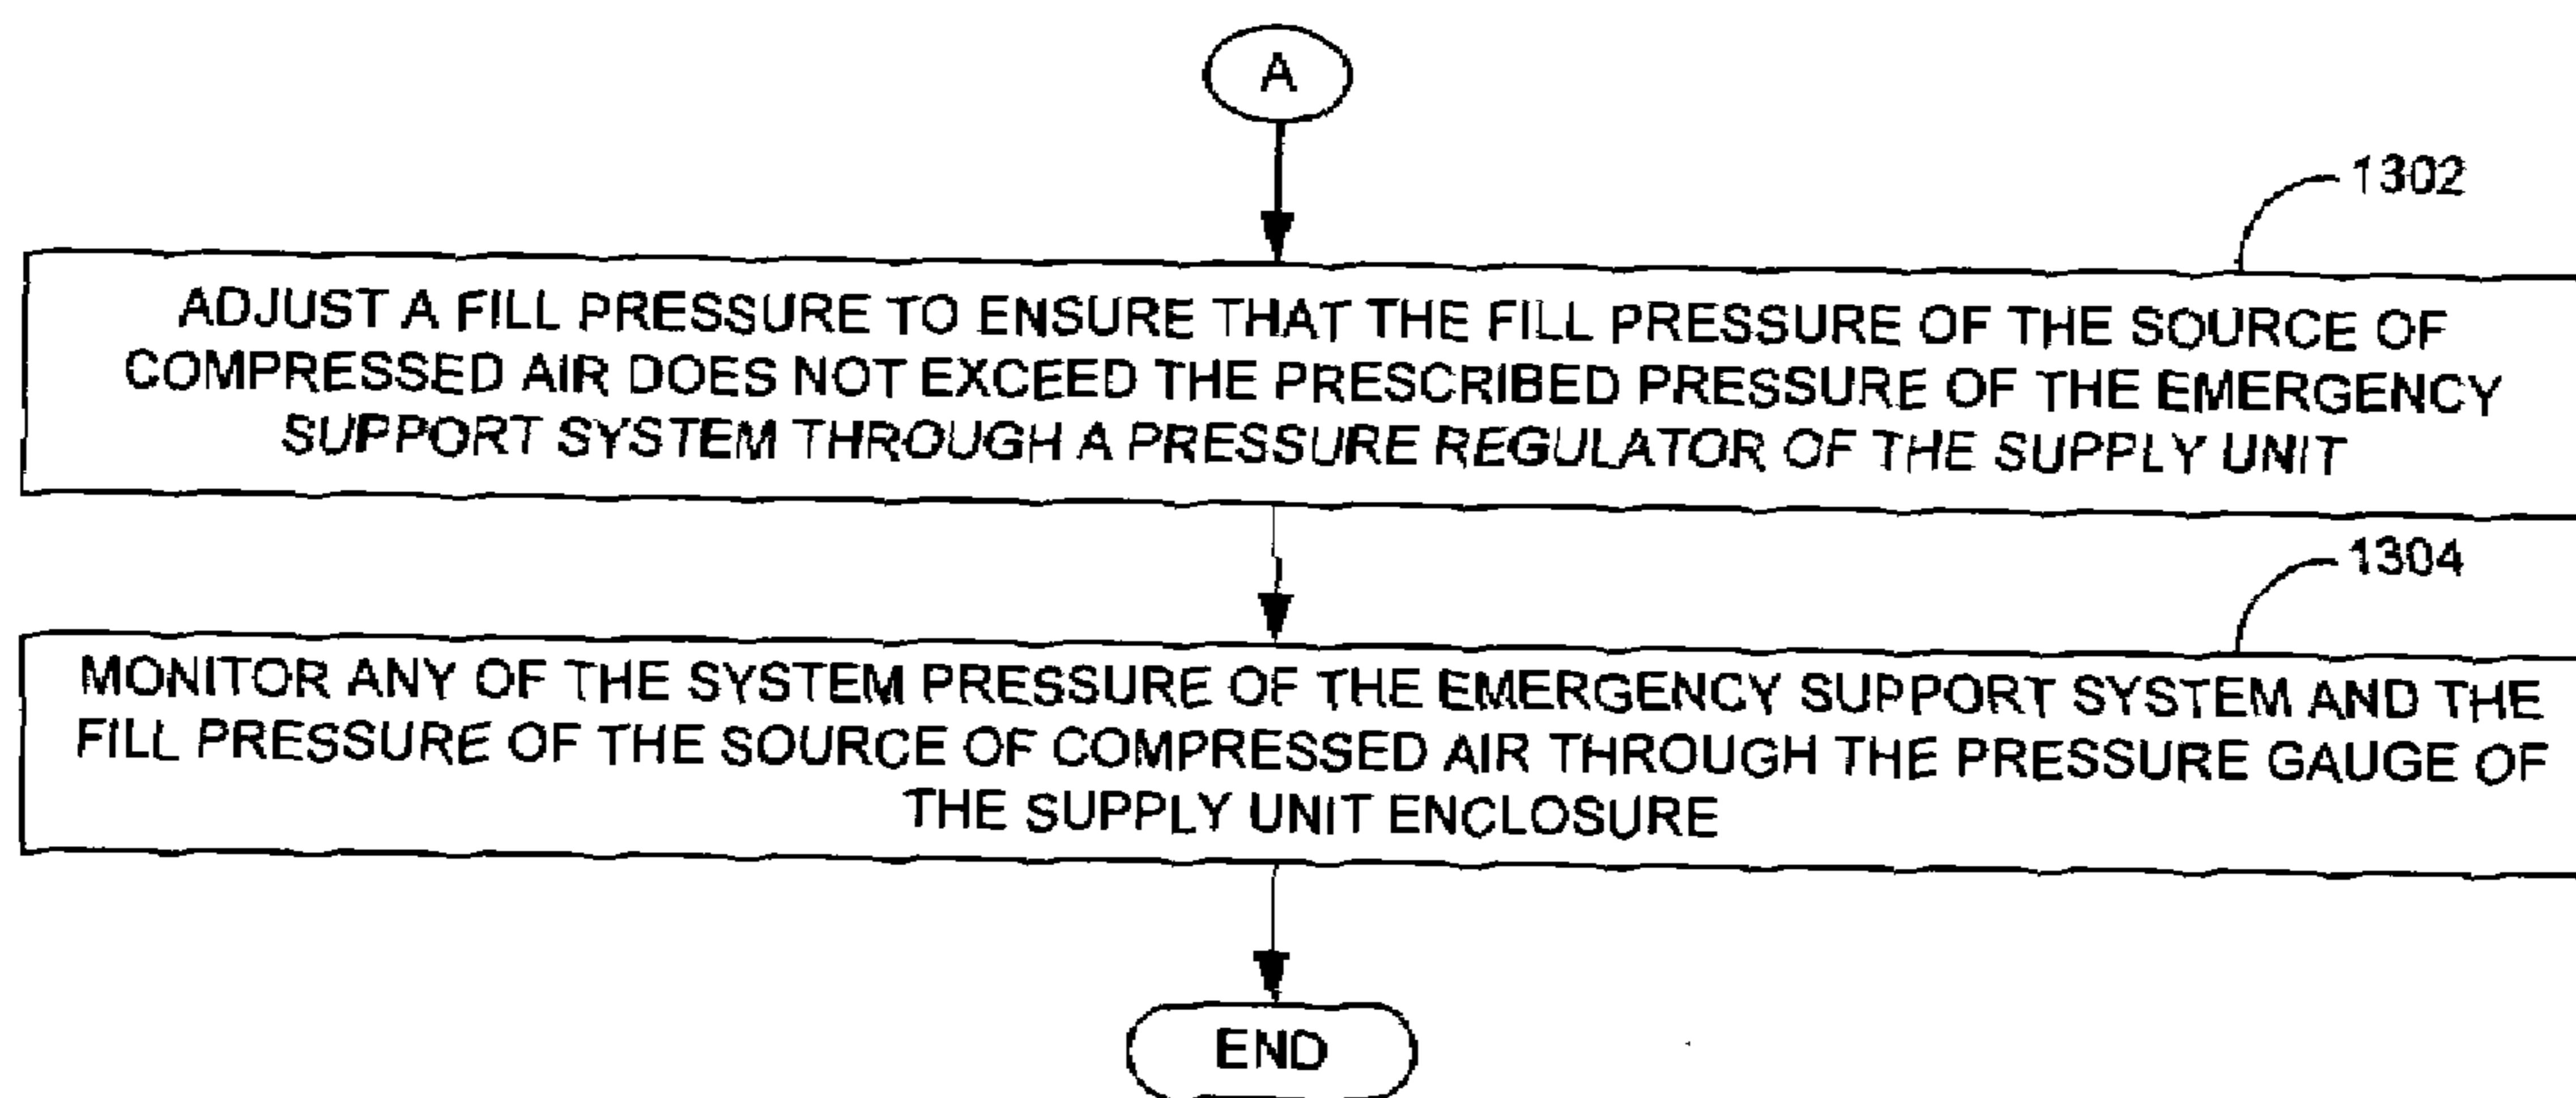 A
1302
ADJUST A FILL PRESSURE TO ENSURE THAT THE FILL PRESSURE OF THE SOURCE OF
COMPRESSED AIR DOES NOT EXCEED THE PRESCRIBED PRESSURE OF THE EMERGENCY
SUPPORT SYSTEM THROUGH A PRESSURE REGULATOR OF THE SUPPLY UNIT
1304
MONITOR ANY OF THE SYSTEM PRESSURE OF THE EMERGENCY SUPPORT SYSTEM AND THE
FILL PRESSURE OF THE SOURCE OF COMPRESSED AIR THROUGH THE PRESSURE GAUGE OF
THE SUPPLY UNIT ENCLOSURE
END